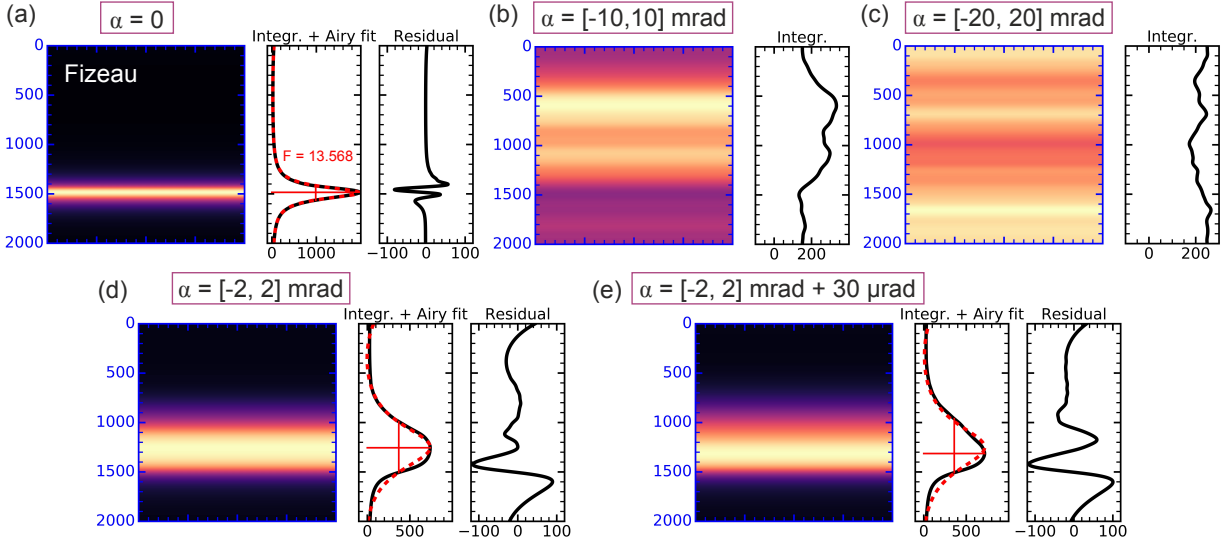 (a) α = 0
Integr. + Airy fit Residual
Fizeau
F = 13.568
0
500
1000
1500
2000
0 1000
−100 0 100
(b) α = [-10,10] mrad
Integr.
0
500
1000
1500
2000
0 200
(c) α = [-20, 20] mrad
Integr.
0
500
1000
1500
2000
0 200
(d) α = [-2, 2] mrad
Integr. + Airy fit Residual
0
500
1000
1500
2000
0 500
−100 0 100
(e) α = [-2, 2] mrad + 30 μrad
Integr. + Airy fit Residual
0
500
1000
1500
2000
0 500
−100 0 100